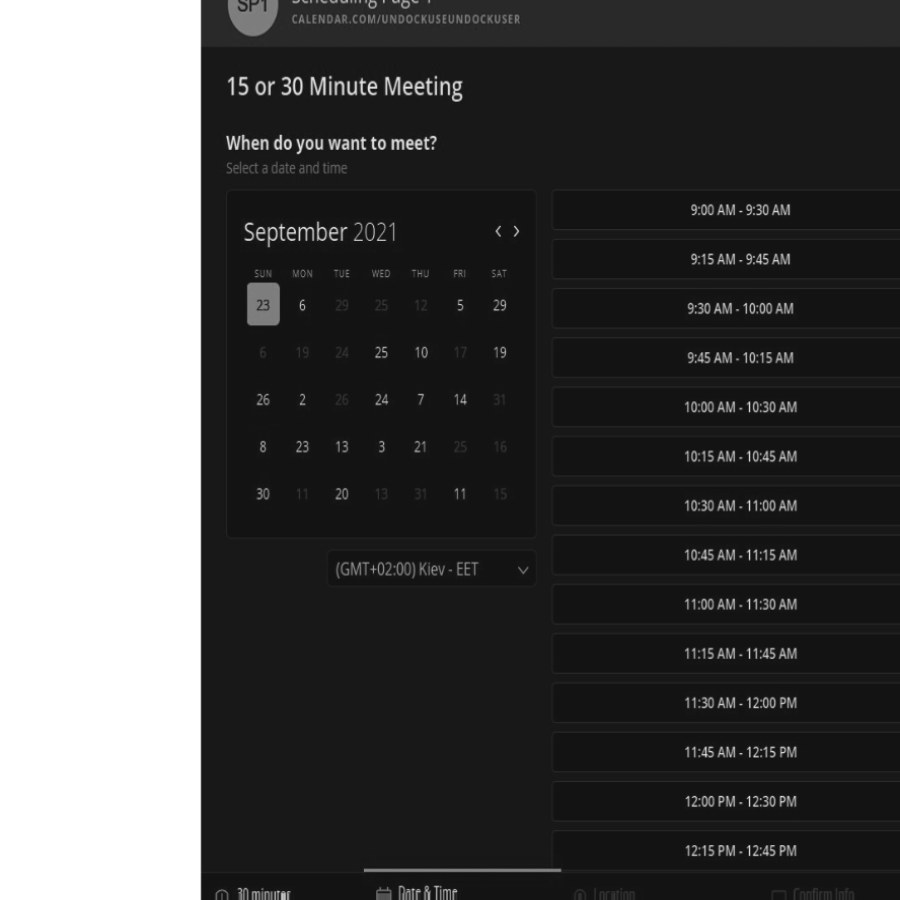 SP1
Scheduling Page 1
CALENDAR.COM/UNDOCKUSEUNDOCKUSER
15 or 30 Minute Meeting
When do you want to meet?
Select a date and time
September 2021
SUN MON TUE WED THU FRI SAT
23 6 29 25 12 5 29
6 19 24 25 10 17 19
26 2 26 24 7 14 31
8 23 13 3 21 25 16
30 11 20 13 31 11 15
(GMT+02:00) Kiev - EET
9:00 AM - 9:30 AM
9:15 AM - 9:45 AM
9:30 AM - 10:00 AM
9:45 AM - 10:15 AM
10:00 AM - 10:30 AM
10:15 AM - 10:45 AM
10:30 AM - 11:00 AM
10:45 AM - 11:15 AM
11:00 AM - 11:30 AM
11:15 AM - 11:45 AM
11:30 AM - 12:00 PM
11:45 AM - 12:15 PM
12:00 PM - 12:30 PM
12:15 PM - 12:45 PM
30 minutes Date & Time Location Confirm Info